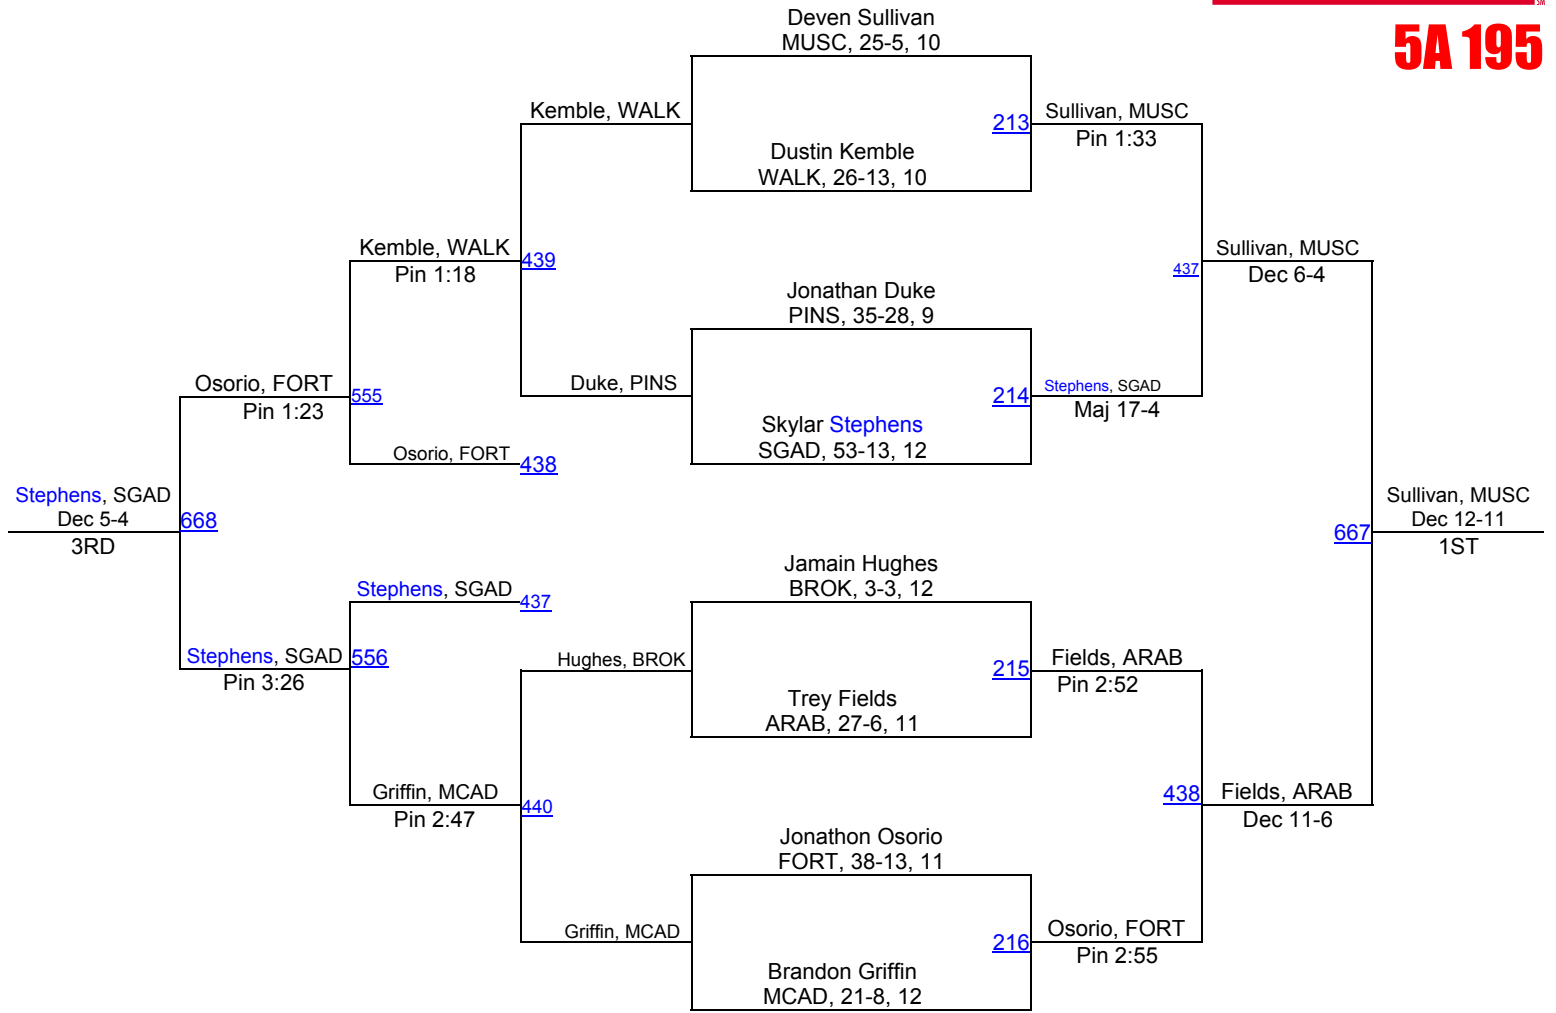 SM
5A 195
Deven Sullivan
MUSC, 25-5, 10
Kemble, WALK
213
Sullivan, MUSC
Pin 1:33
Dustin Kemble
WALK, 26-13, 10
Kemble, WALK
Pin 1:18
439
437
Sullivan, MUSC
Dec 6-4
Jonathan Duke
PINS, 35-28, 9
Osorio, FORT
Pin 1:23
555
Duke, PINS
214
Stephens, SGAD
Maj 17-4
Skylar Stephens
SGAD, 53-13, 12
Osorio, FORT
438
Stephens, SGAD
Dec 5-4
3RD
668
667
Sullivan, MUSC
Dec 12-11
1ST
Jamain Hughes
BROK, 3-3, 12
Stephens, SGAD
437
Stephens, SGAD
Pin 3:26
556
Hughes, BROK
215
Fields, ARAB
Pin 2:52
Trey Fields
ARAB, 27-6, 11
Griffin, MCAD
Pin 2:47
440
438
Fields, ARAB
Dec 11-6
Jonathon Osorio
FORT, 38-13, 11
Griffin, MCAD
216
Osorio, FORT
Pin 2:55
Brandon Griffin
MCAD, 21-8, 12